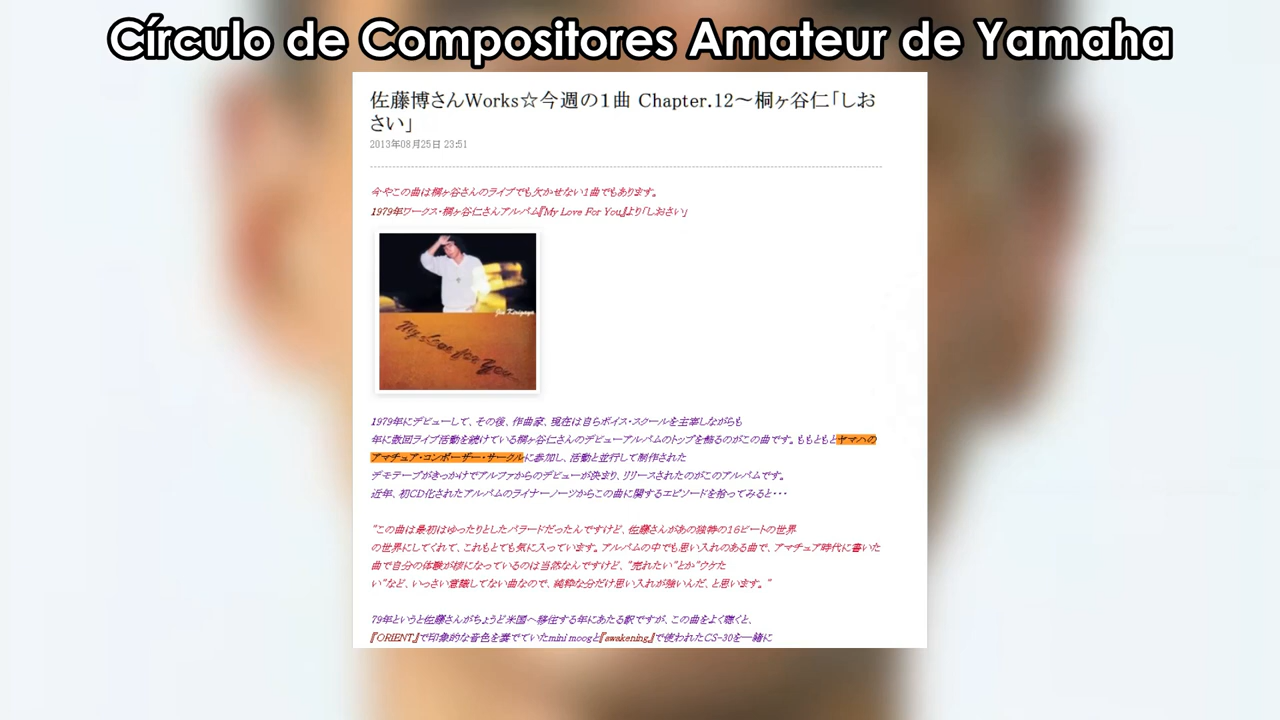 Círculo de Compositores Amateur de Yamaha
佐藤博さんWorks☆今週の1曲 Chapter.12～桐ヶ谷仁「しお
さい」
2013年08月25日 23:51
今やこの曲は桐ヶ谷さんのライブでも欠かせない1曲でもあります。
1979年ワークス・桐ヶ谷仁さんアルバム『My Love For You』より「しおさい」
Jin Kirigaya
My Love for You
1979年にデビューして、その後、作曲家、現在は自らボイス・スクールを主宰しながらも
年に数回ライブ活動を続けている桐ヶ谷仁さんのデビューアルバムのトップを飾るのがこの曲です。ももともとヤマハの
アマチュア・コンポーザー・サークルに参加し、活動と並行して制作された
デモテープがきっかけでアルファからのデビューが決まり、リリースされたのがこのアルバムです。
近年、初CD化されたアルバムのライナーノーツからこの曲に関するエピソードを拾ってみると・・・
"この曲は最初はゆったりとしたバラードだったんですけど、佐藤さんがあの独特の16ビートの世界
の世界にしてくれて、これもとても気に入っています。アルバムの中でも思い入れのある曲で、アマチュア時代に書いた
曲で自分の体験が核になっているのは当然なんですけど、"売れたい"とか"ウケた
い"など、いっさい意識してない曲なので、純粋な分だけ思い入れが強いんだ、と思います。"
79年というと佐藤さんがちょうど米国へ移住する年にあたる訳ですが、この曲をよく聴くと、
『ORIENT』で印象的な音色を奏でていたmini moogと『awakening』で使われたCS-30を一緒に